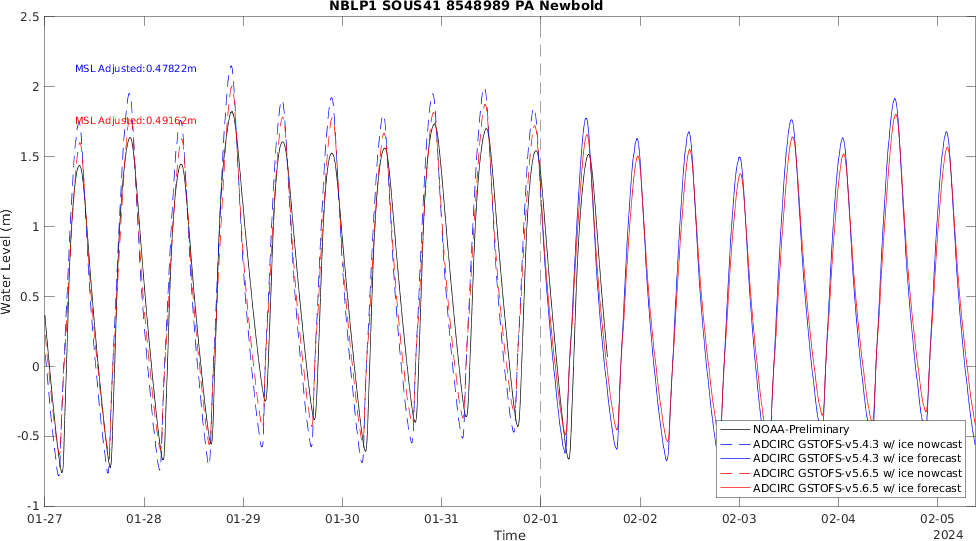 NBLP1 SOUS41 8548989 PA Newbold
2.5
2
1.5
1
0.5
0
-0.5
-1
Water Level (m)
MSL Adjusted:0.47822m
MSL Adjusted:0.49162m
NOAA-Preliminary
ADCIRC GSTOFS-v5.4.3 w/ ice nowcast
ADCIRC GSTOFS-v5.4.3 w/ ice forecast
ADCIRC GSTOFS-v5.6.5 w/ ice nowcast
ADCIRC GSTOFS-v5.6.5 w/ ice forecast
01-27 01-28 01-29 01-30 01-31 02-01 02-02 02-03 02-04 02-05
Time
2024